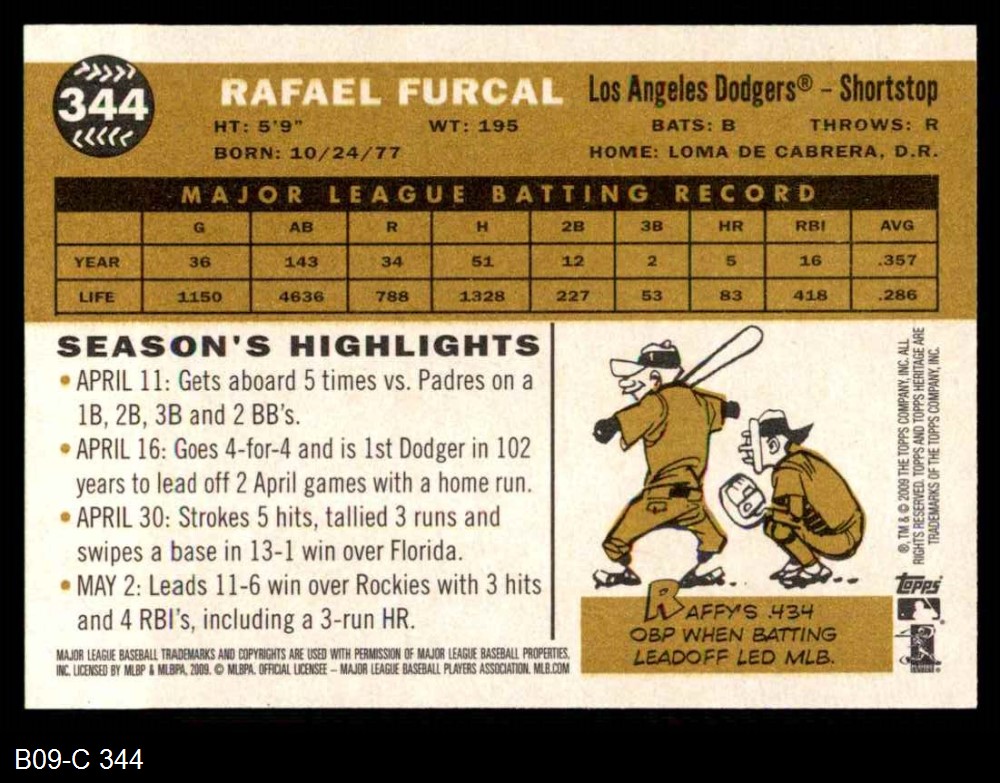 344
RAFAEL FURCAL
Los Angeles Dodgers® – Shortstop
HT: 5'9" WT: 195 BATS: B THROWS: R
BORN: 10/24/77 HOME: LOMA DE CABRERA, D.R.
MAJOR LEAGUE BATTING RECORD
G AB R H 2B 3B HR RBI AVG
YEAR 36 143 34 51 12 2 5 16 .357
LIFE 1150 4636 788 1328 227 53 83 418 .286
SEASON'S HIGHLIGHTS
• APRIL 11: Gets aboard 5 times vs. Padres on a
1B, 2B, 3B and 2 BB's.
• APRIL 16: Goes 4-for-4 and is 1st Dodger in 102
years to lead off 2 April games with a home run.
• APRIL 30: Strokes 5 hits, tallied 3 runs and
swipes a base in 13-1 win over Florida.
• MAY 2: Leads 11-6 win over Rockies with 3 hits
and 4 RBI's, including a 3-run HR.
MAJOR LEAGUE BASEBALL TRADEMARKS AND COPYRIGHTS ARE USED WITH PERMISSION OF MAJOR LEAGUE BASEBALL PROPERTIES,
INC. LICENSED BY MLBP & MLBPA, 2009. © MLBPA. OFFICIAL LICENSEE – MAJOR LEAGUE BASEBALL PLAYERS ASSOCIATION. MLB.COM
RAFFY'S .434
OBP WHEN BATTING
LEADOFF LED MLB.
®, TM & © 2009 THE TOPPS COMPANY, INC. ALL
RIGHTS RESERVED. TOPPS AND TOPPS HERITAGE ARE
TRADEMARKS OF THE TOPPS COMPANY, INC.
topps
B09-C 344